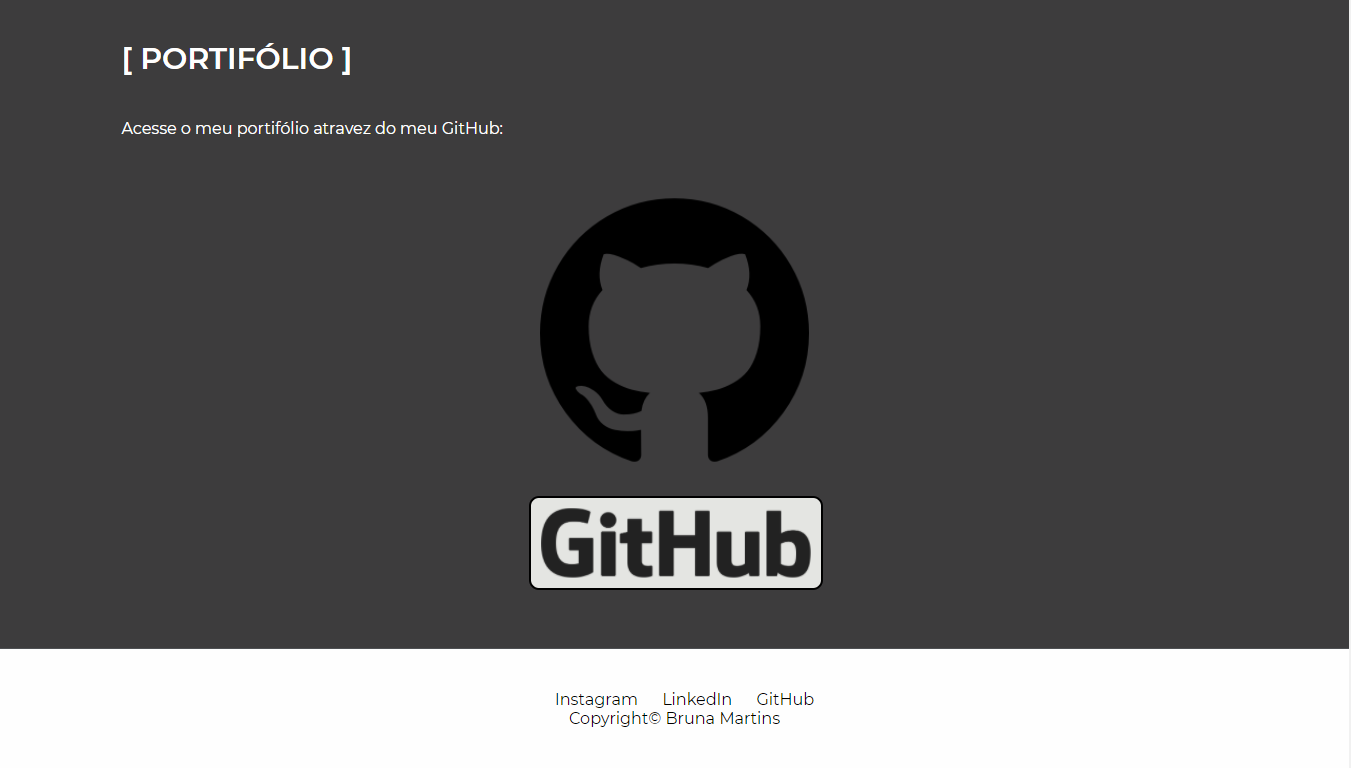 [ PORTIFÓLIO ]
Acesse o meu portifólio atravez do meu GitHub:
GitHub
Instagram LinkedIn GitHub
Copyright© Bruna Martins